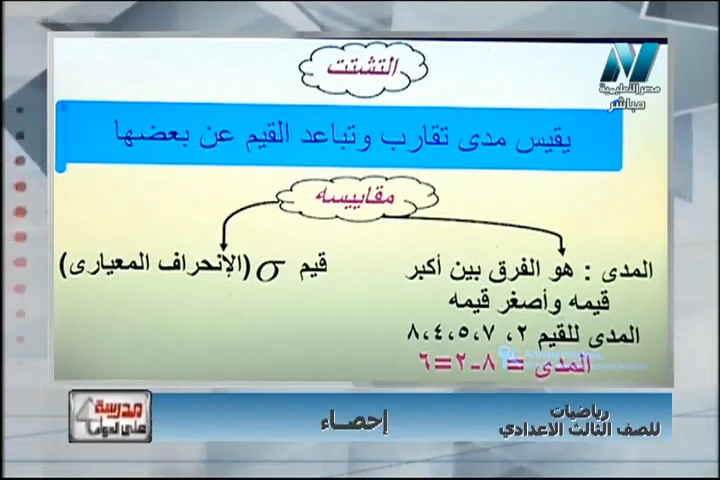 التشتت
مصر التعليمية
مباشر
يقيس مدى تقارب وتباعد القيم عن بعضها
مقاييسه
المدى : هو الفرق بين أكبر
قيمه وأصغر قيمه
المدى للقيم ٢، ٧، ٥، ٤، ٨
المدى = ٨-٢=٦
قيم σ (الإنحراف المعيارى)
رياضيات
للصف الثالث الاعدادي
إحصاء
مدرسة
على الهواء